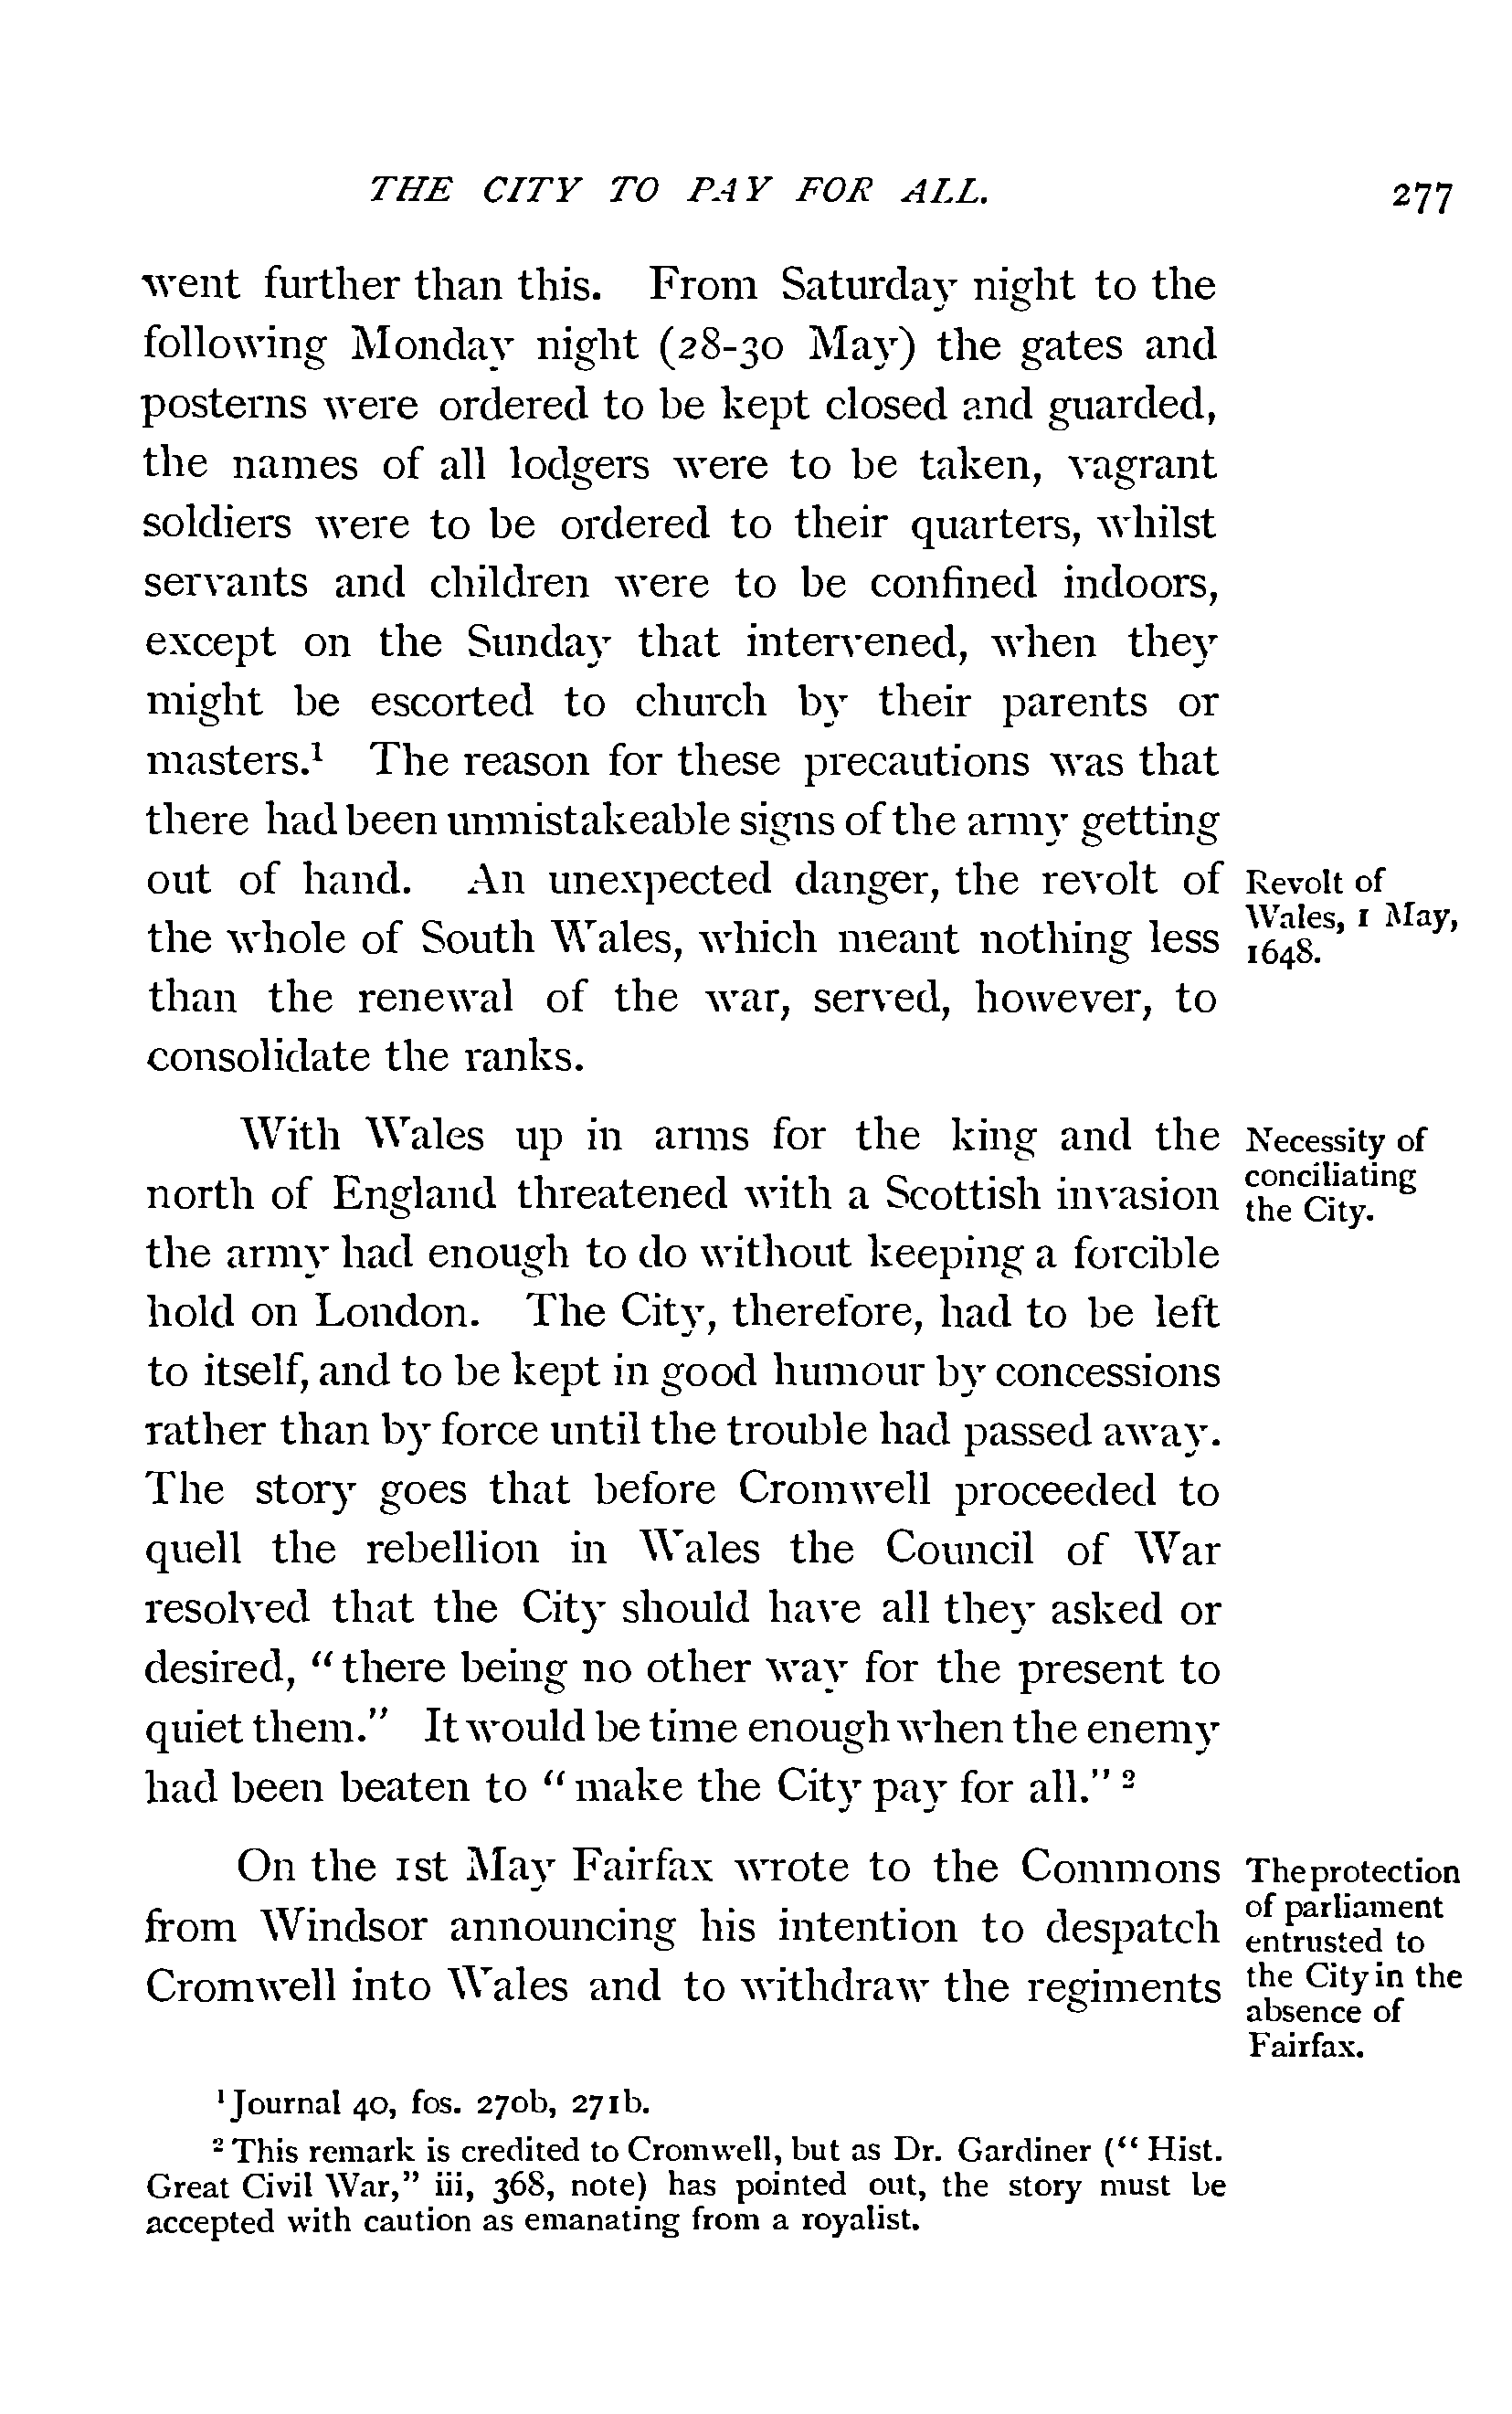 THE CITY TO PAY FOR ALL. 277
went further than this. From Saturday night to the
following Monday night (28-30 May) the gates and
posterns were ordered to be kept closed and guarded,
the names of all lodgers were to be taken, vagrant
soldiers were to be ordered to their quarters, whilst
servants and children were to be confined indoors,
except on the Sunday that intervened, when they
might be escorted to church by their parents or
masters.¹ The reason for these precautions was that
there had been unmistakeable signs of the army getting
out of hand. An unexpected danger, the revolt of
the whole of South Wales, which meant nothing less
than the renewal of the war, served, however, to
consolidate the ranks.
Revolt of
Wales, 1 May,
1648.
With Wales up in arms for the king and the
north of England threatened with a Scottish invasion
the army had enough to do without keeping a forcible
hold on London. The City, therefore, had to be left
to itself, and to be kept in good humour by concessions
rather than by force until the trouble had passed away.
The story goes that before Cromwell proceeded to
quell the rebellion in Wales the Council of War
resolved that the City should have all they asked or
desired, "there being no other way for the present to
quiet them." It would be time enough when the enemy
had been beaten to "make the City pay for all." ²
Necessity of
conciliating
the City.
On the 1st May Fairfax wrote to the Commons
from Windsor announcing his intention to despatch
Cromwell into Wales and to withdraw the regiments
The protection
of parliament
entrusted to
the City in the
absence of
Fairfax.
¹ Journal 40, fos. 270b, 271b.
² This remark is credited to Cromwell, but as Dr. Gardiner ("Hist.
Great Civil War," iii, 368, note) has pointed out, the story must be
accepted with caution as emanating from a royalist.